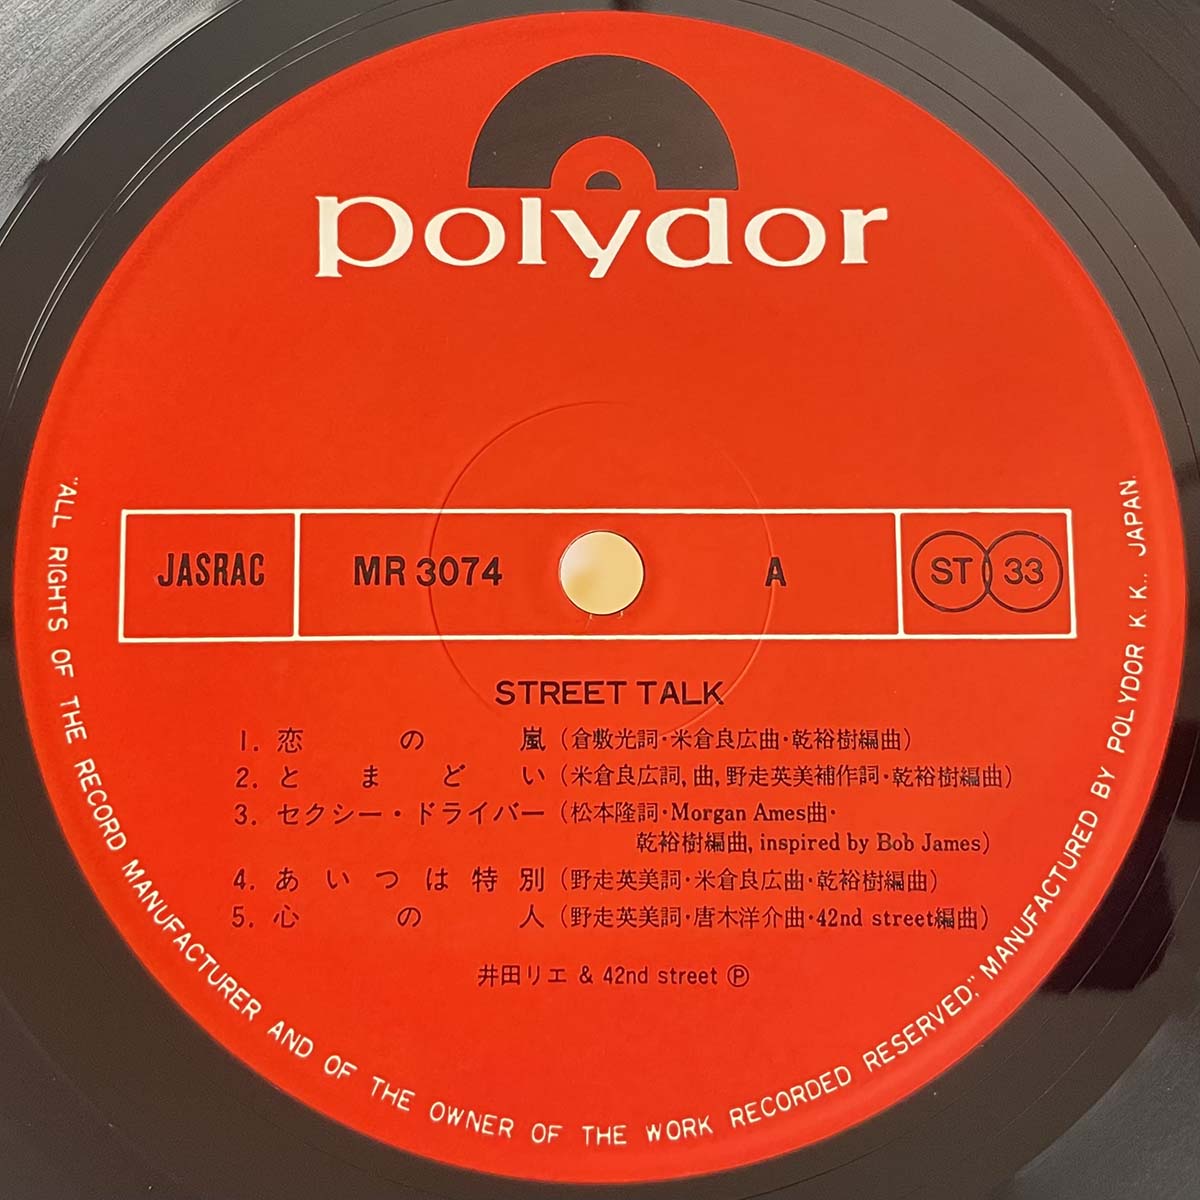 polydor
JASRAC MR 3074 A ST 33
STREET TALK
1. 恋の嵐 (倉敷光詞・米倉良広曲・乾裕樹編曲)
2. とまどい (米倉良広詞, 曲, 野走英美補作詞・乾裕樹編曲)
3. セクシー・ドライバー (松本隆詞・Morgan Ames曲・
乾裕樹編曲, inspired by Bob James)
4. あいつは特別 (野走英美詞・米倉良広曲・乾裕樹編曲)
5. 心の人 (野走英美詞・唐木洋介曲・42nd street編曲)
井田リエ & 42nd street Ⓟ
"ALL RIGHTS OF THE RECORD MANUFACTURER AND OF THE OWNER OF THE WORK RECORDED RESERVED," MANUFACTURED BY POLYDOR K. K., JAPAN.